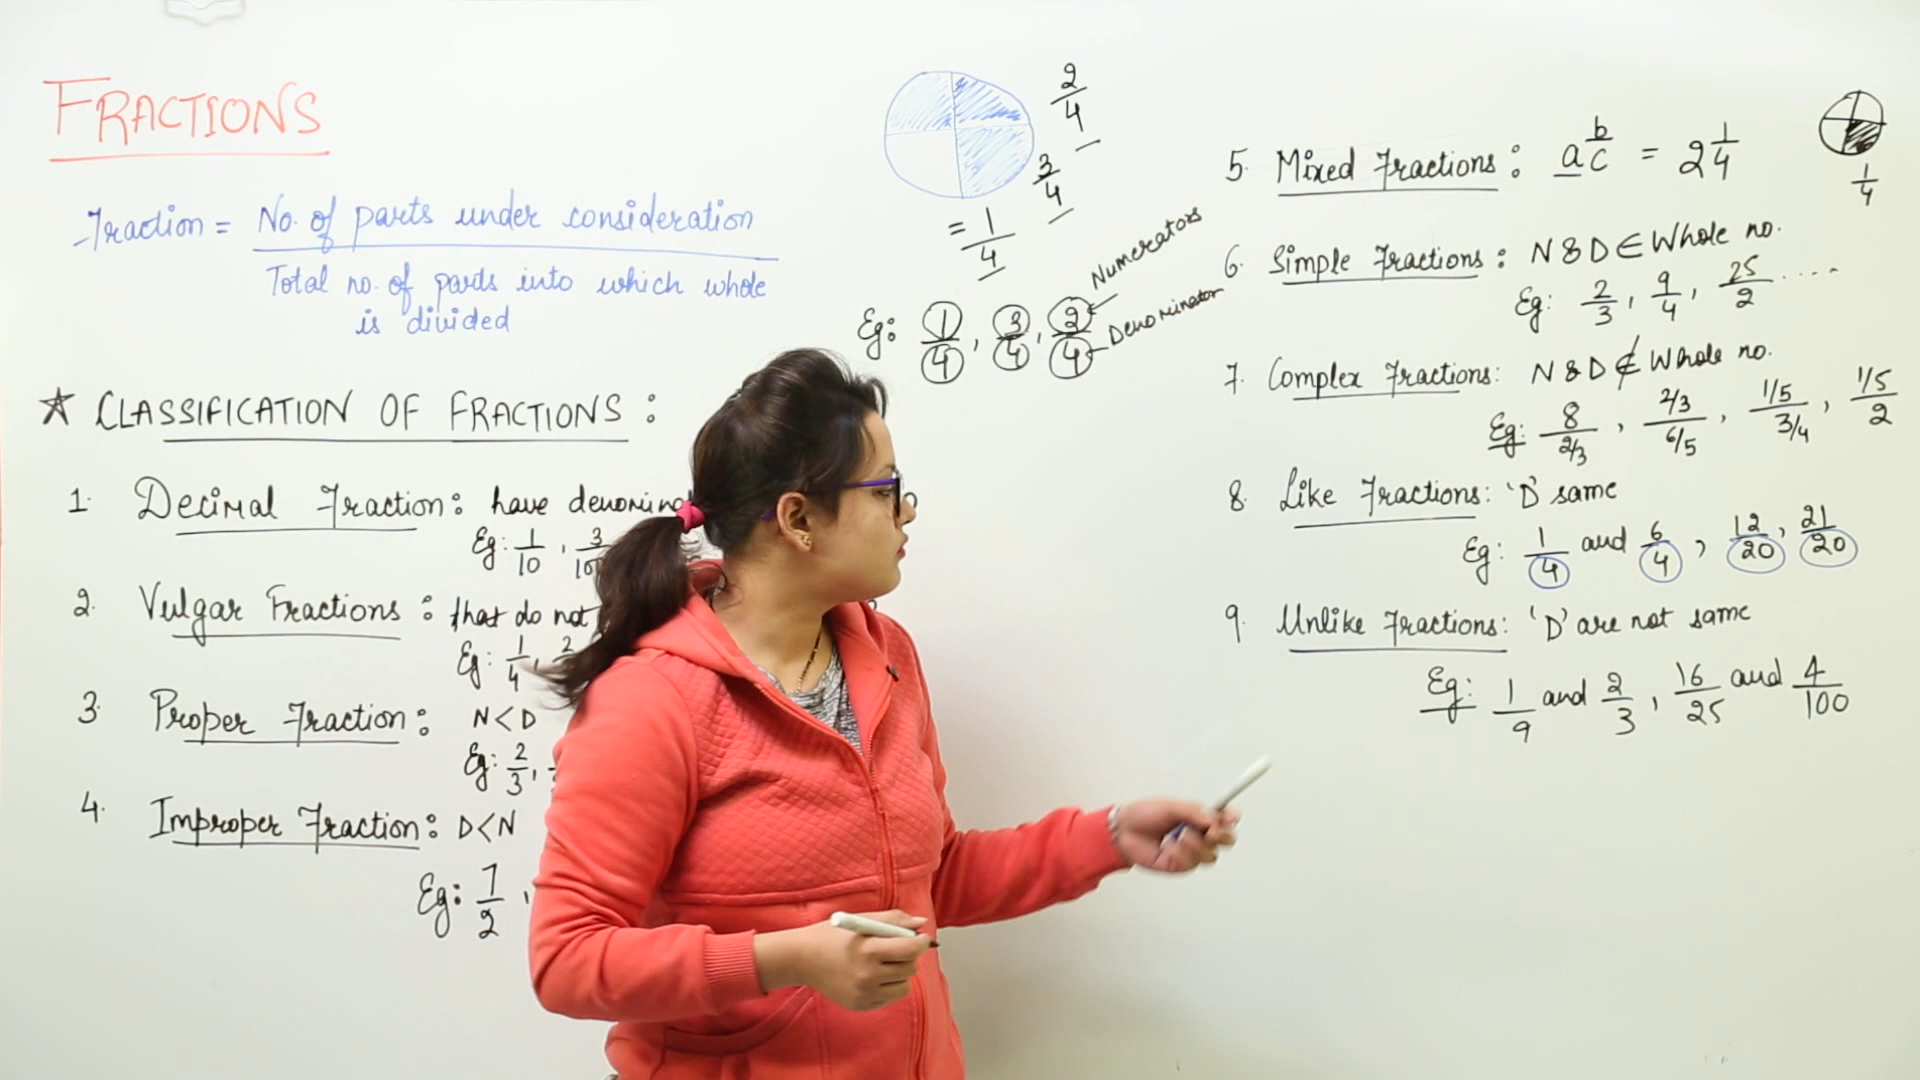 FRACTIONS
Fraction = No. of parts under consideration
Total no. of parts into which whole
is divided
2/4
3/4
= 1/4
Eg: 1/4, 3/4, 2/4
Numerators
Denominator
★ CLASSIFICATION OF FRACTIONS:
1. Decimal Fraction: have
Eg: 1/10, 3
2. Vulgar Fractions: that do not
Eg: 1/4, 2
3. Proper Fraction: N<D
Eg: 2/3,
4. Improper Fraction: D<N
Eg: 7/2,
5. Mixed Fractions: a b/c = 2 1/4
1/4
6. Simple Fractions: N & D ∈ Whole no.
Eg: 2/3, 9/4, 25/2 ....
7. Complex Fractions: N & D ∉ Whole no.
Eg: 8/(2/3), (2/3)/(6/5), (1/5)/(3/4), (1/5)/2
8. Like Fractions: 'D' same
Eg: 1/4 and 6/4, 12/20, 21/20
9. Unlike Fractions: 'D' are not same
Eg: 1/9 and 2/3, 16/25 and 4/100